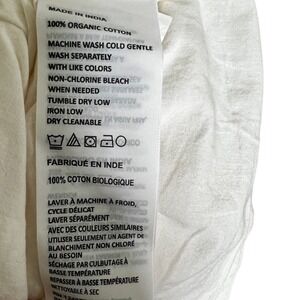 MADE IN INDIA
100% ORGANIC COTTON
MACHINE WASH COLD GENTLE
WASH SEPARATELY
WITH LIKE COLORS
NON-CHLORINE BLEACH
WHEN NEEDED
TUMBLE DRY LOW
IRON LOW
DRY CLEANABLE
FABRIQUÉ EN INDE
100% COTON BIOLOGIQUE
LAVER À MACHINE À FROID,
CYCLE DÉLICAT
LAVER SÉPARÉMENT
AVEC DES COULEURS SIMILAIRES
UTILISER SEULEMENT UN AGENT DE
BLANCHIMENT NON CHLORÉ
AU BESOIN
SÉCHAGE PAR CULBUTAGE À
BASSE TEMPÉRATURE
REPASSER À BASSE TEMPÉRATURE
NETTOYABLE À SEC